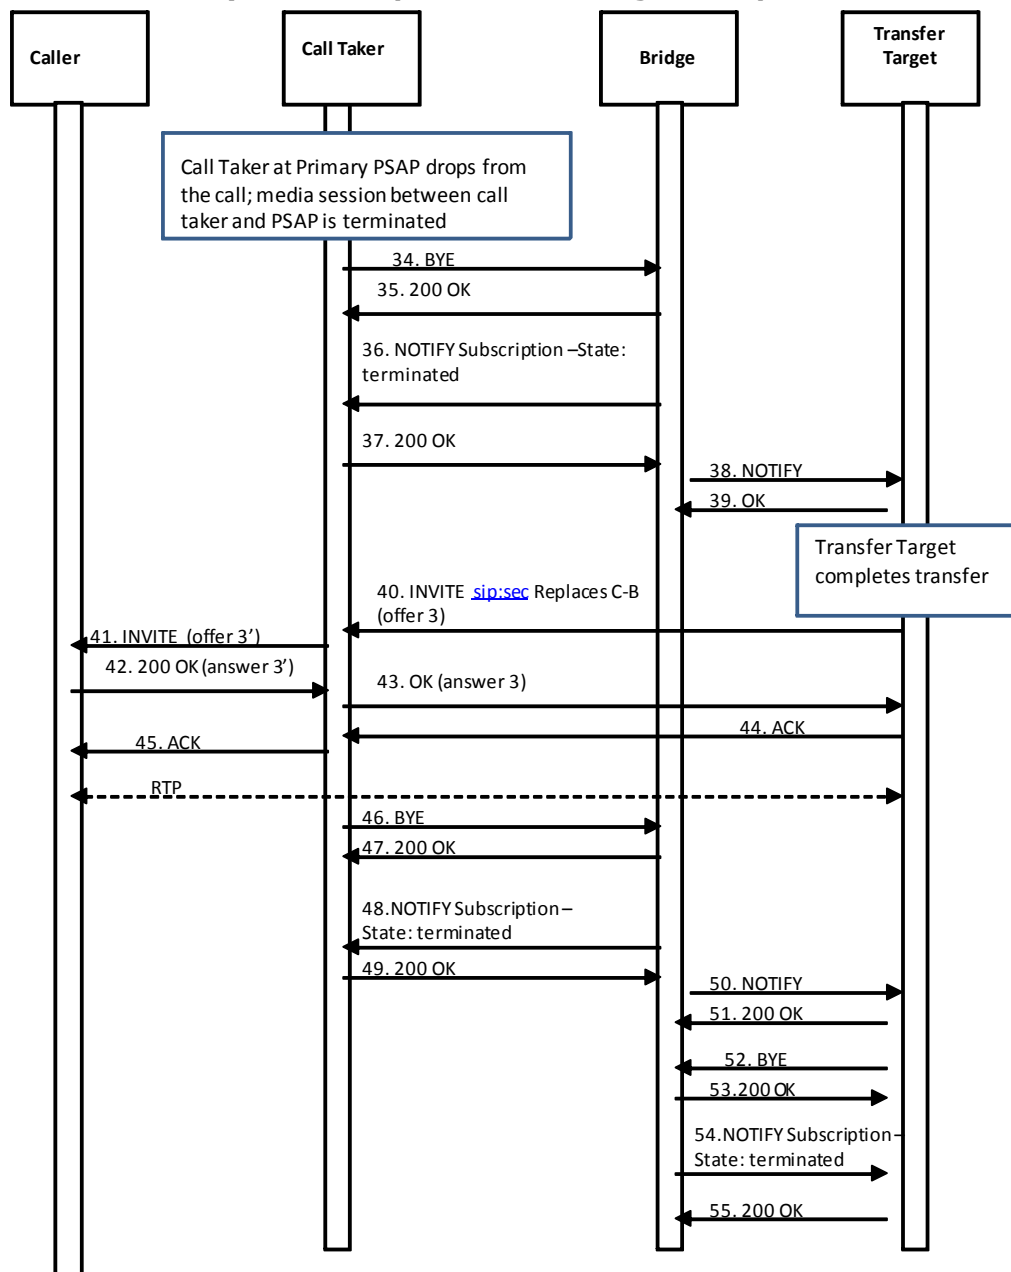 Caller
Call Taker
Bridge
Transfer
Target
Call Taker at Primary PSAP drops from
the call; media session between call
taker and PSAP is terminated
34. BYE
35. 200 OK
36. NOTIFY Subscription –State:
terminated
37. 200 OK
38. NOTIFY
39. OK
Transfer Target
completes transfer
40. INVITE sip:sec Replaces C-B
(offer 3)
41. INVITE (offer 3’)
42. 200 OK (answer 3’)
43. OK (answer 3)
44. ACK
45. ACK
RTP
46. BYE
47. 200 OK
48.NOTIFY Subscription –
State: terminated
49. 200 OK
50. NOTIFY
51. 200 OK
52. BYE
53.200 OK
54.NOTIFY Subscription –
State: terminated
55. 200 OK